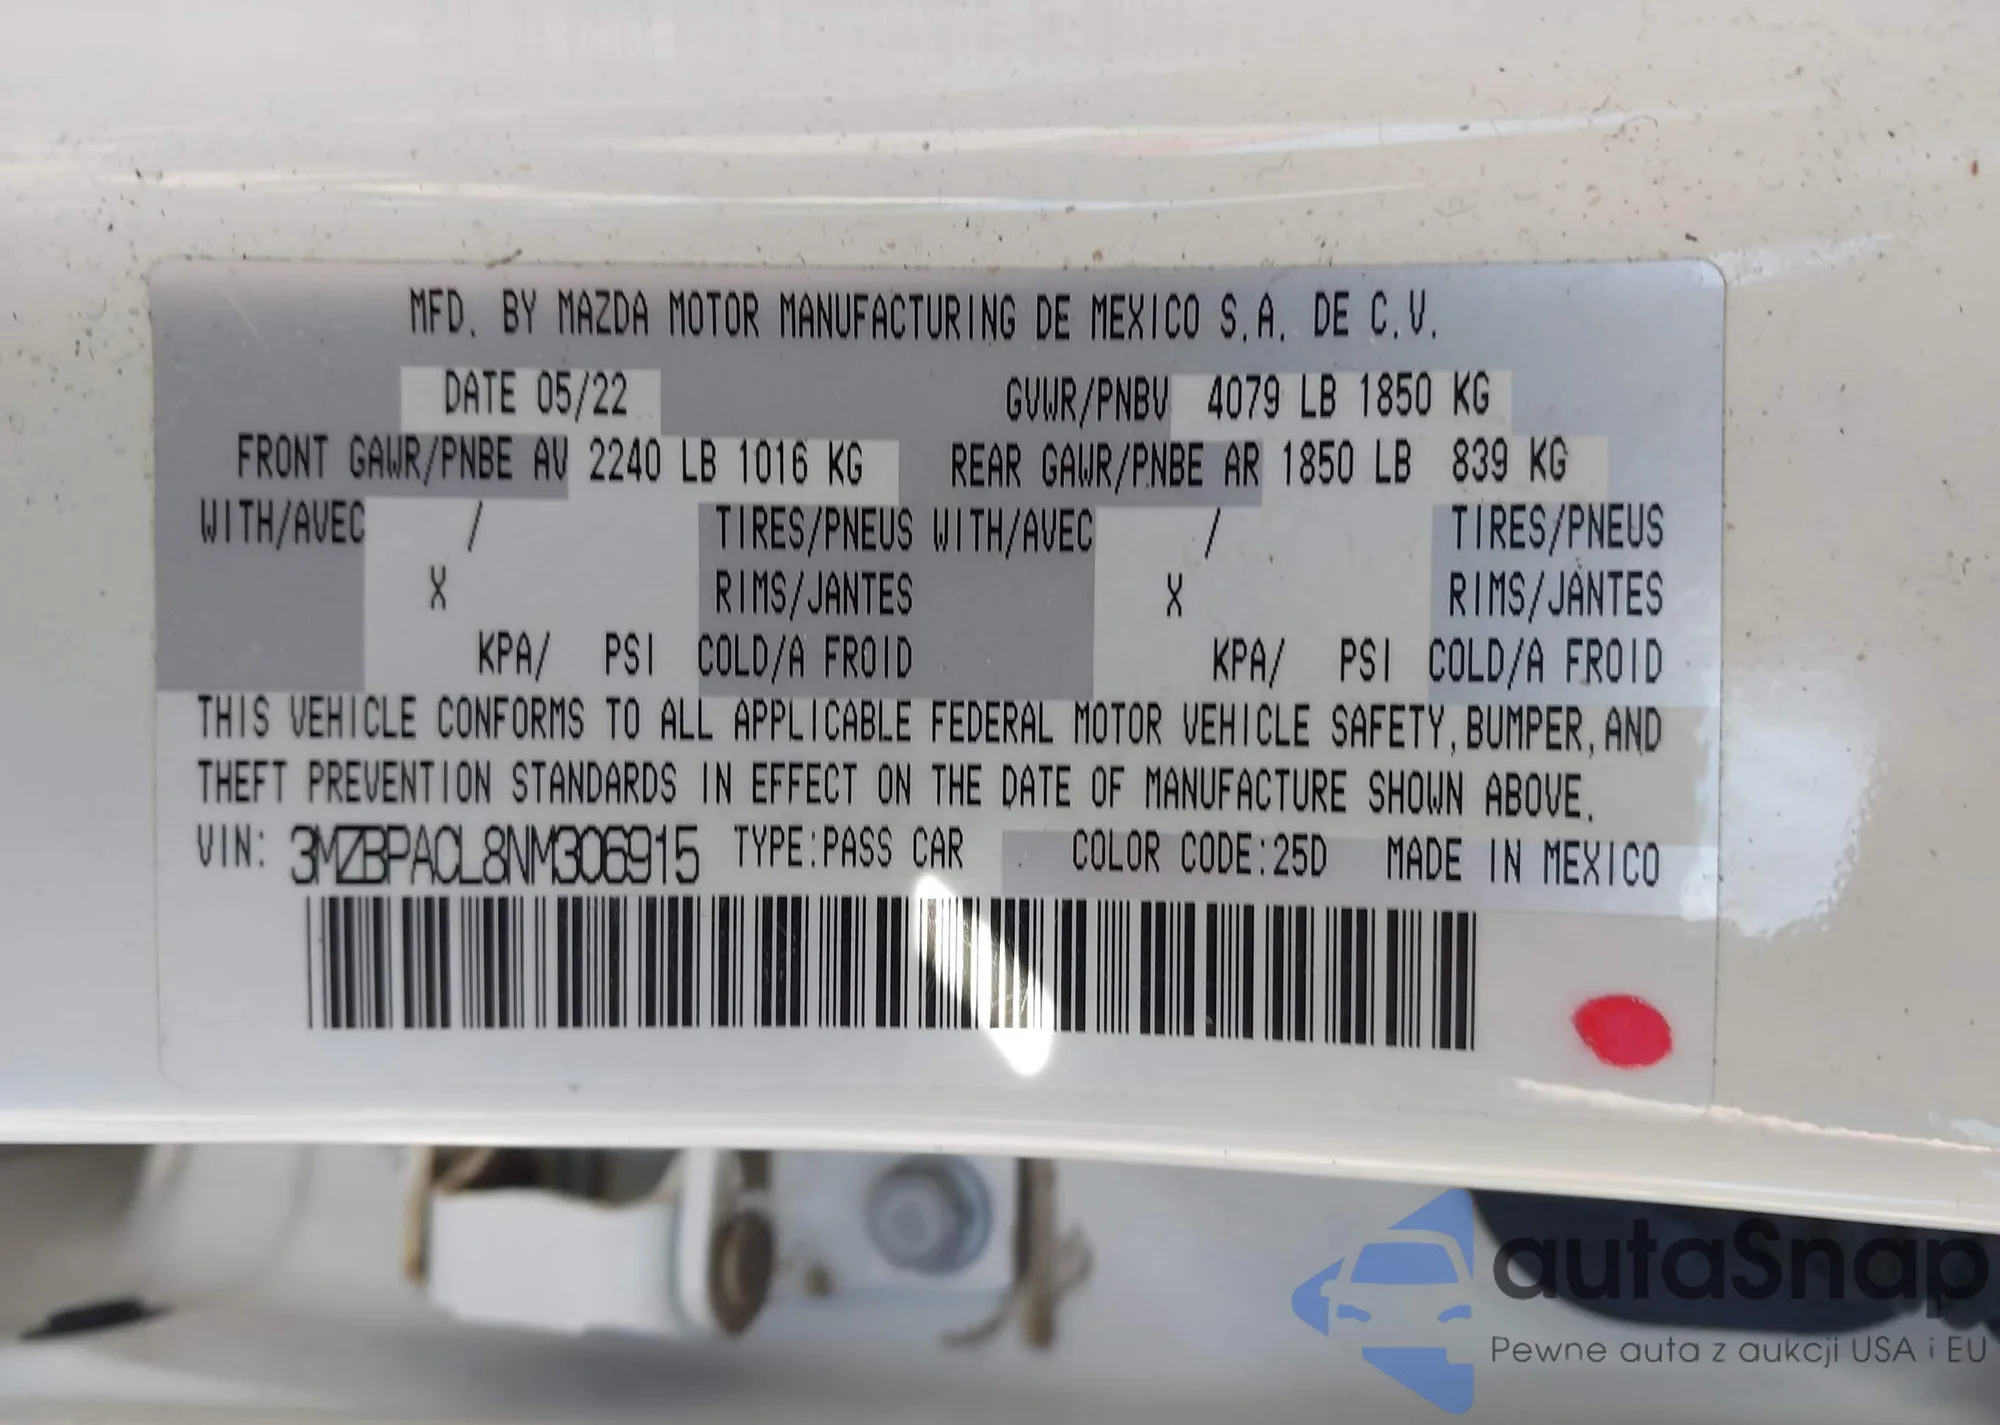 MFD. BY MAZDA MOTOR MANUFACTURING DE MEXICO S.A. DE C.V.
DATE 05/22 GVWR/PNBV 4079 LB 1850 KG
FRONT GAWR/PNBE AV 2240 LB 1016 KG REAR GAWR/PNBE AR 1850 LB 839 KG
WITH/AVEC / TIRES/PNEUS WITH/AVEC / TIRES/PNEUS
X RIMS/JANTES X RIMS/JANTES
KPA/ PSI COLD/A FROID KPA/ PSI COLD/A FROID
THIS VEHICLE CONFORMS TO ALL APPLICABLE FEDERAL MOTOR VEHICLE SAFETY, BUMPER, AND
THEFT PREVENTION STANDARDS IN EFFECT ON THE DATE OF MANUFACTURE SHOWN ABOVE.
VIN: 3MZBPACL8NM306915 TYPE:PASS CAR COLOR CODE:25D MADE IN MEXICO
autaSnap
Pewne auta z aukcji USA i EU